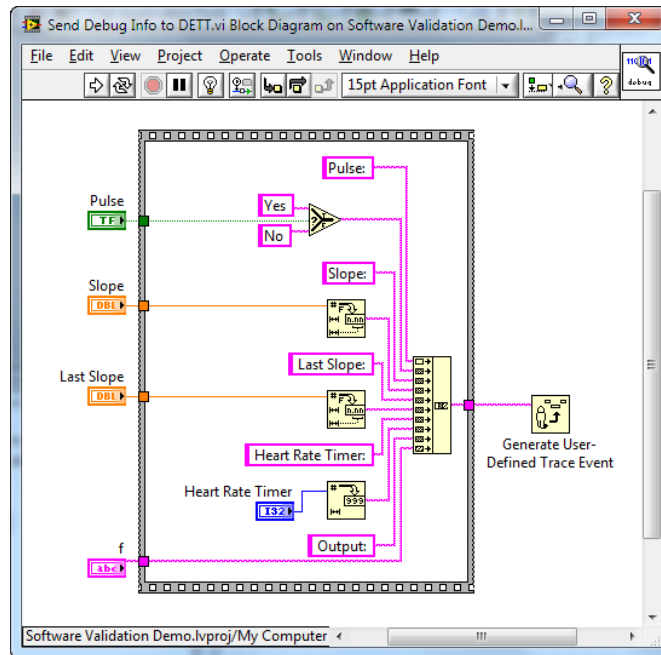 Send Debug Info to DETT.vi Block Diagram on Software Validation Demo.l...
File Edit View Project Operate Tools Window Help
15pt Application Font
debug
Pulse:
Pulse
Yes
TF
No
Slope
Slope:
DBL
Last Slope:
Last Slope
DBL
Generate User-
Defined Trace Event
Heart Rate Timer:
Heart Rate Timer
I32
999
f
Output:
abc
Software Validation Demo.lvproj/My Computer